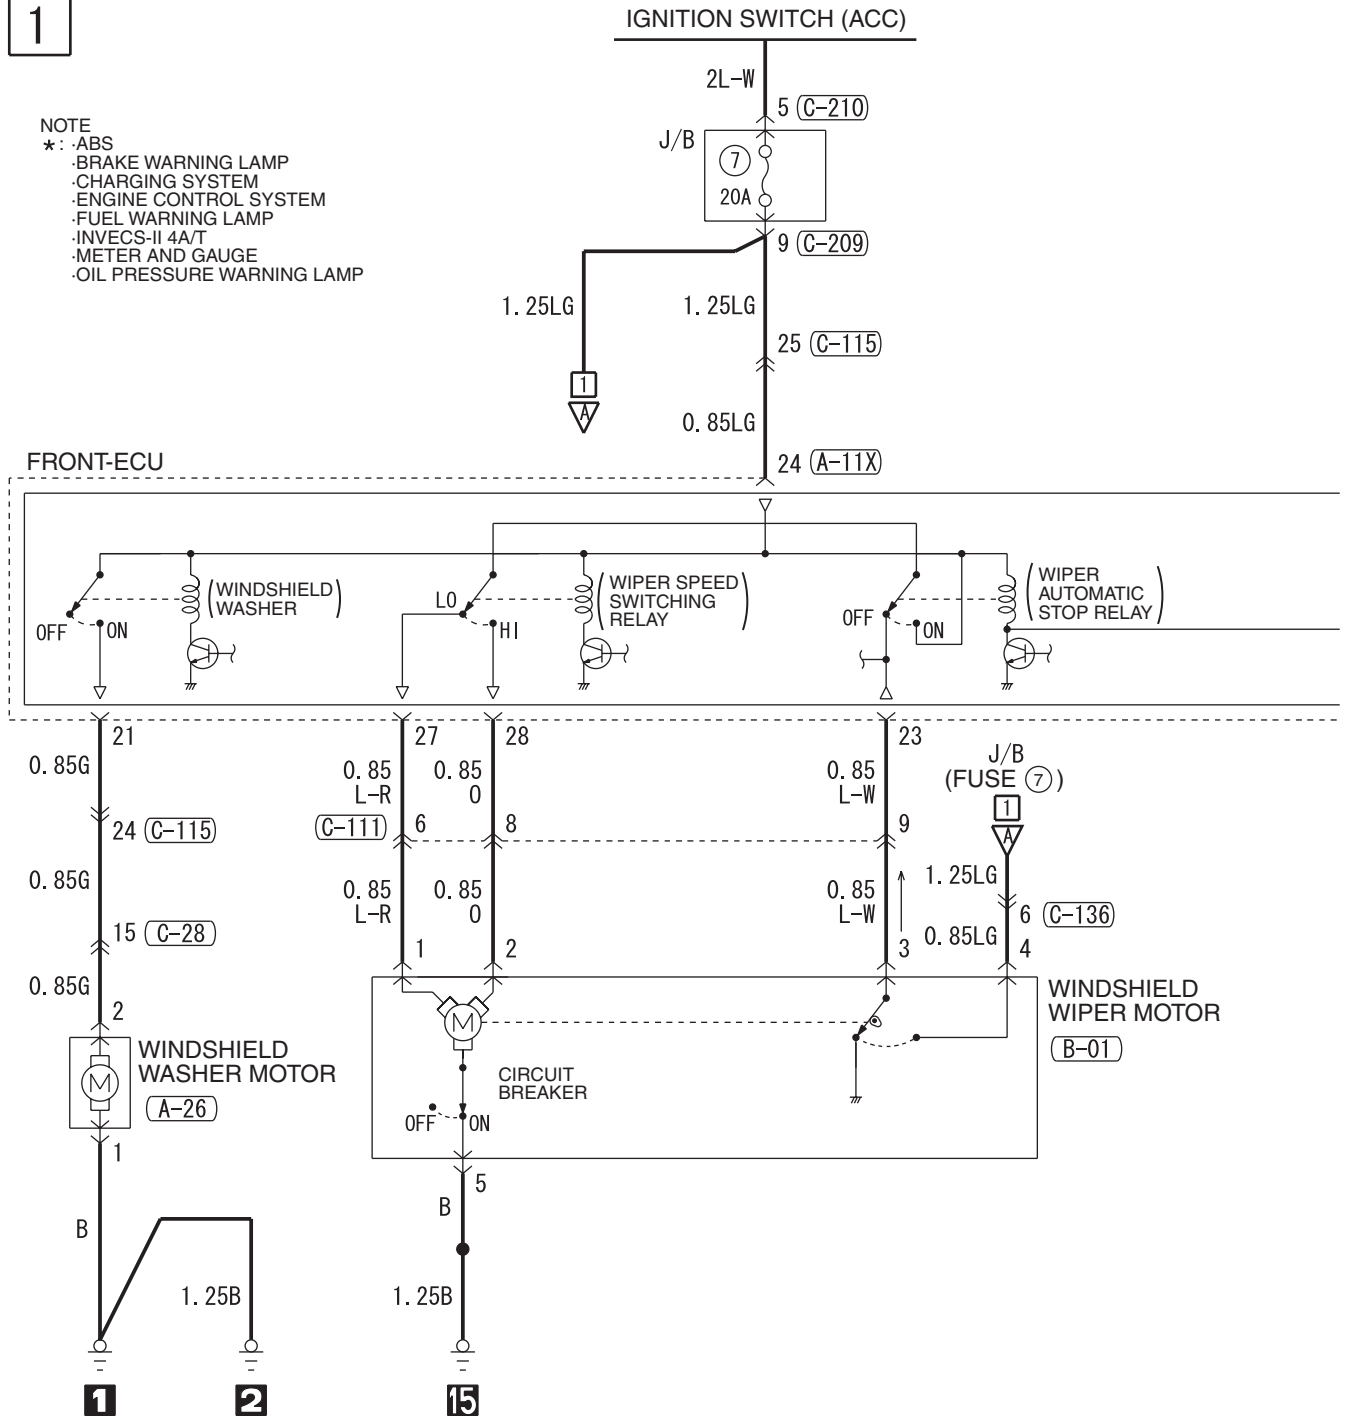 1
IGNITION SWITCH (ACC)
2L-W
5 (C-210)
NOTE
*: ·ABS
·BRAKE WARNING LAMP
·CHARGING SYSTEM
·ENGINE CONTROL SYSTEM
·FUEL WARNING LAMP
·INVECS-II 4A/T
·METER AND GAUGE
·OIL PRESSURE WARNING LAMP
J/B
7
20A
9 (C-209)
1.25LG
1.25LG
25 (C-115)
1
A
0.85LG
24 (A-11X)
FRONT-ECU
(WINDSHIELD
WASHER)
OFF
ON
LO
HI
(WIPER SPEED
SWITCHING
RELAY)
OFF
ON
(WIPER
AUTOMATIC
STOP RELAY)
21
27
28
23
0.85G
0.85
L-R
0.85
O
0.85
L-W
J/B
(FUSE 7)
1
A
24 (C-115)
(C-111) 6
8
9
0.85G
0.85
L-R
0.85
O
0.85
L-W
1.25LG
6 (C-136)
15 (C-28)
0.85LG
1
2
3
4
0.85G
2
M
WINDSHIELD
WASHER MOTOR
(A-26)
1
M
CIRCUIT
BREAKER
OFF
ON
WINDSHIELD
WIPER MOTOR
(B-01)
5
B
B
1.25B
1.25B
1
2
15